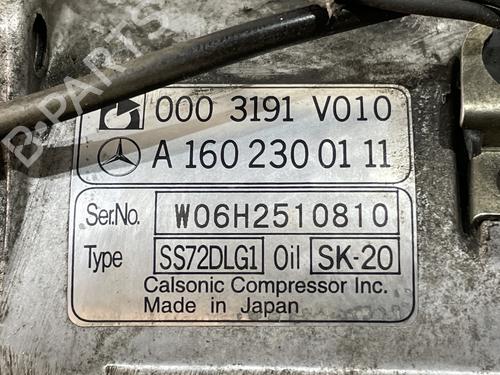 000 3191 V010
A 160 230 01 11
Ser.No. W06H2510810
Type SS72DLG1 Oil SK-20
Calsonic Compressor Inc.
Made in Japan
B-PARTS